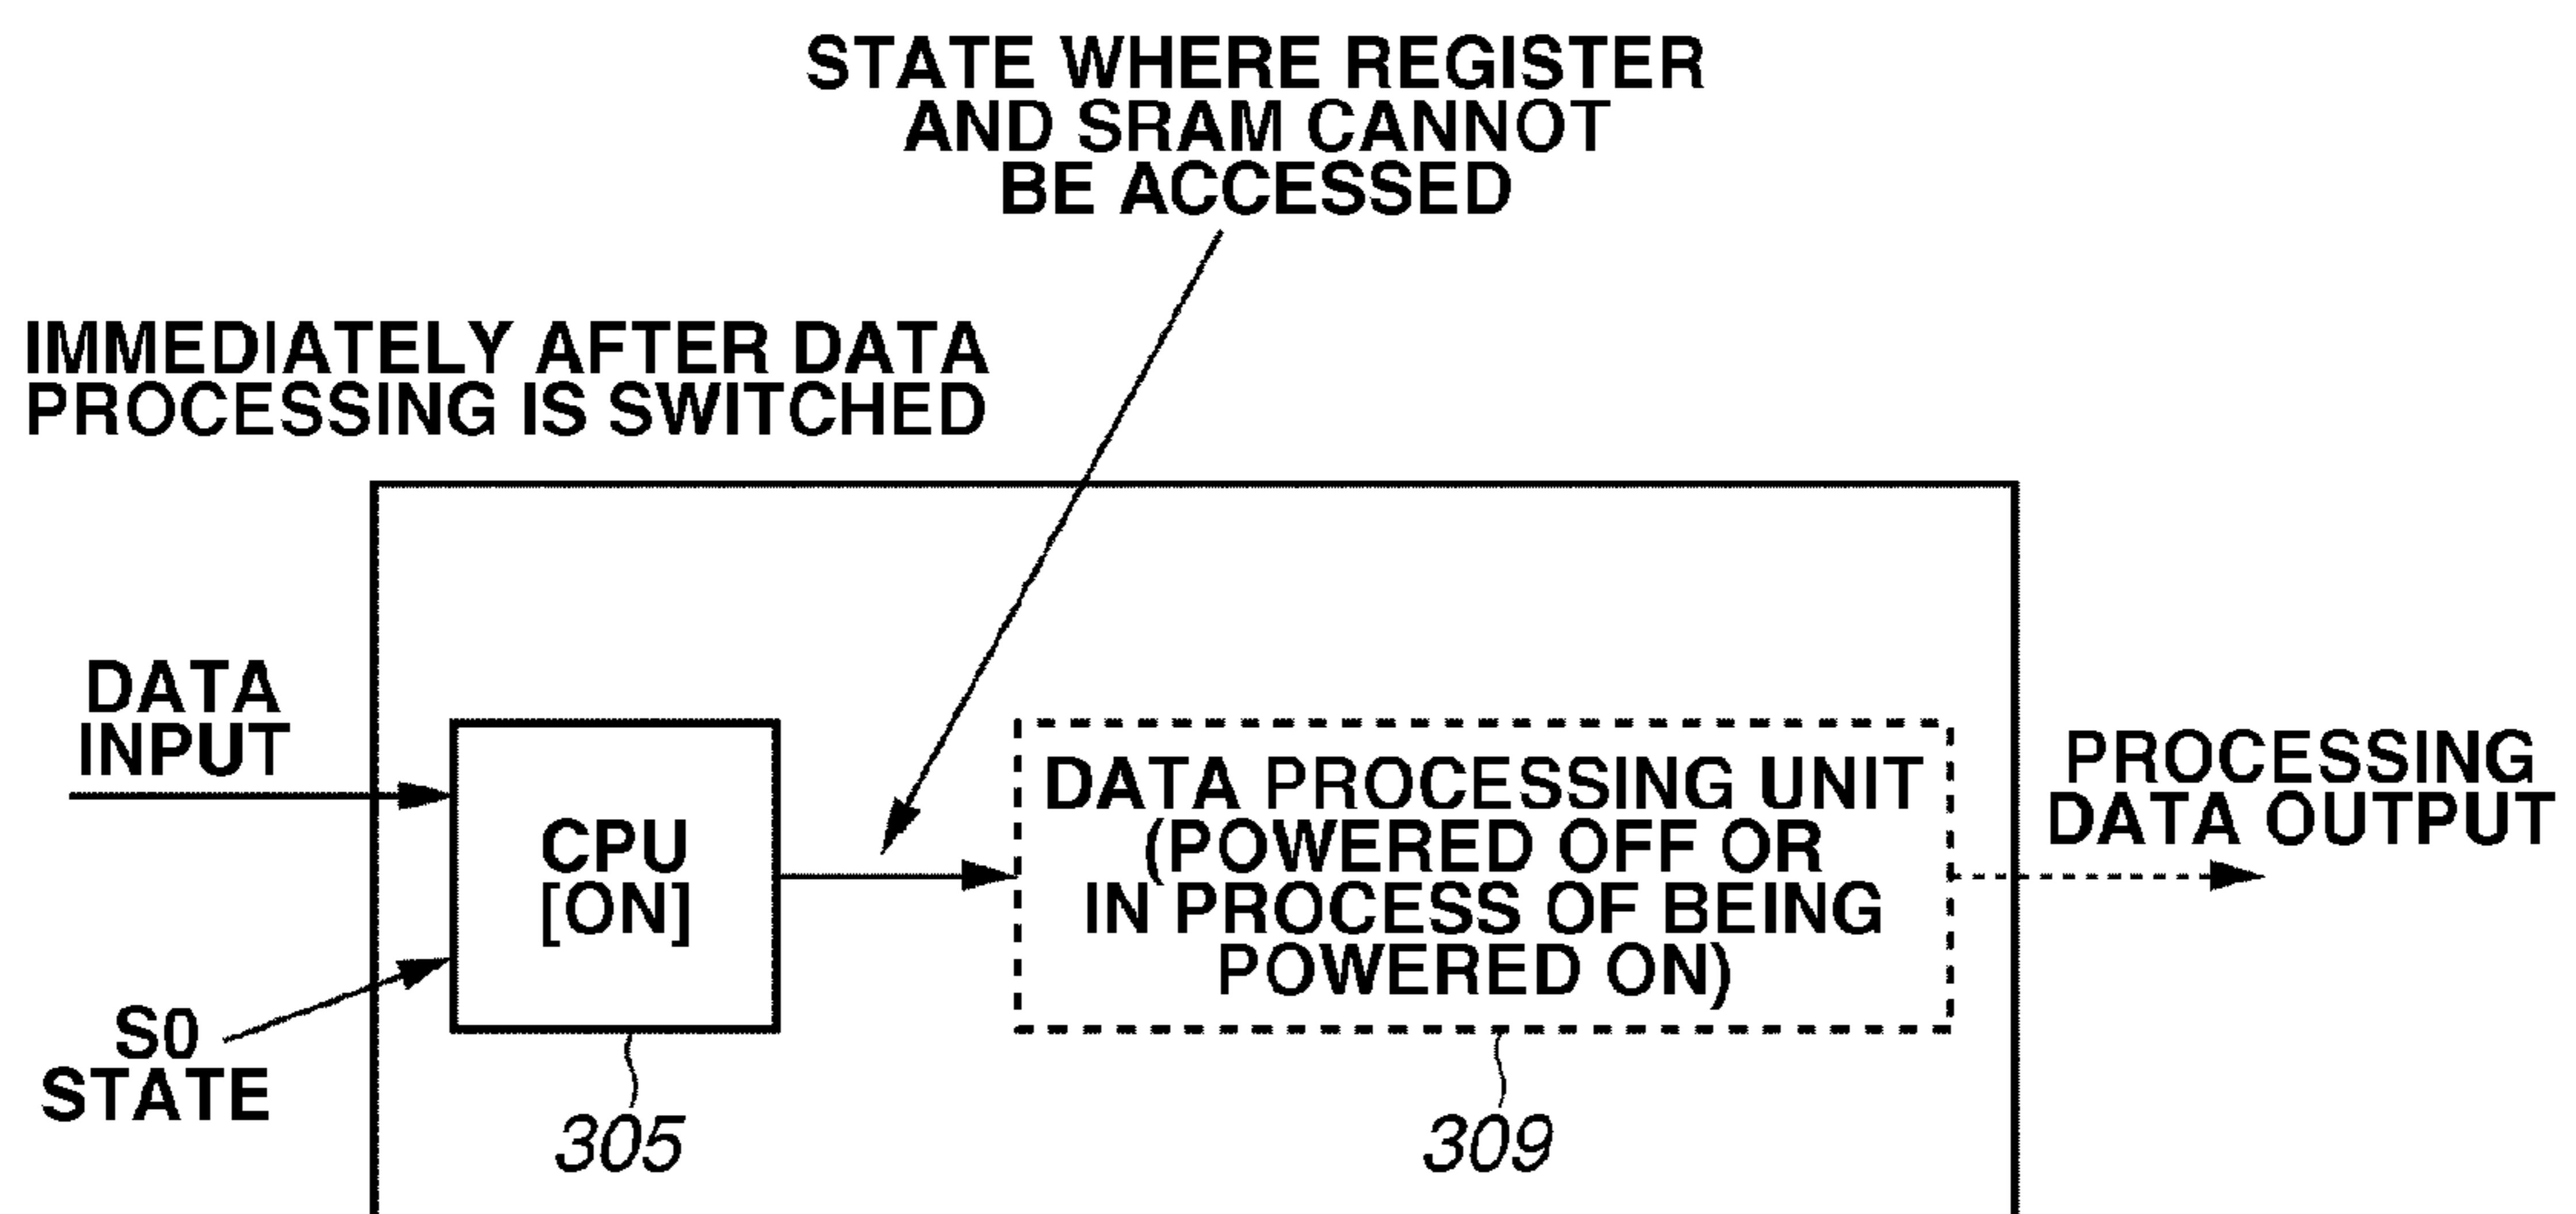 STATE WHERE REGISTER
AND SRAM CANNOT
BE ACCESSED
IMMEDIATELY AFTER DATA
PROCESSING IS SWITCHED
DATA
INPUT
CPU
[ON]
S0
STATE
305
DATA PROCESSING UNIT
(POWERED OFF OR
IN PROCESS OF BEING
POWERED ON)
309
PROCESSING
DATA OUTPUT